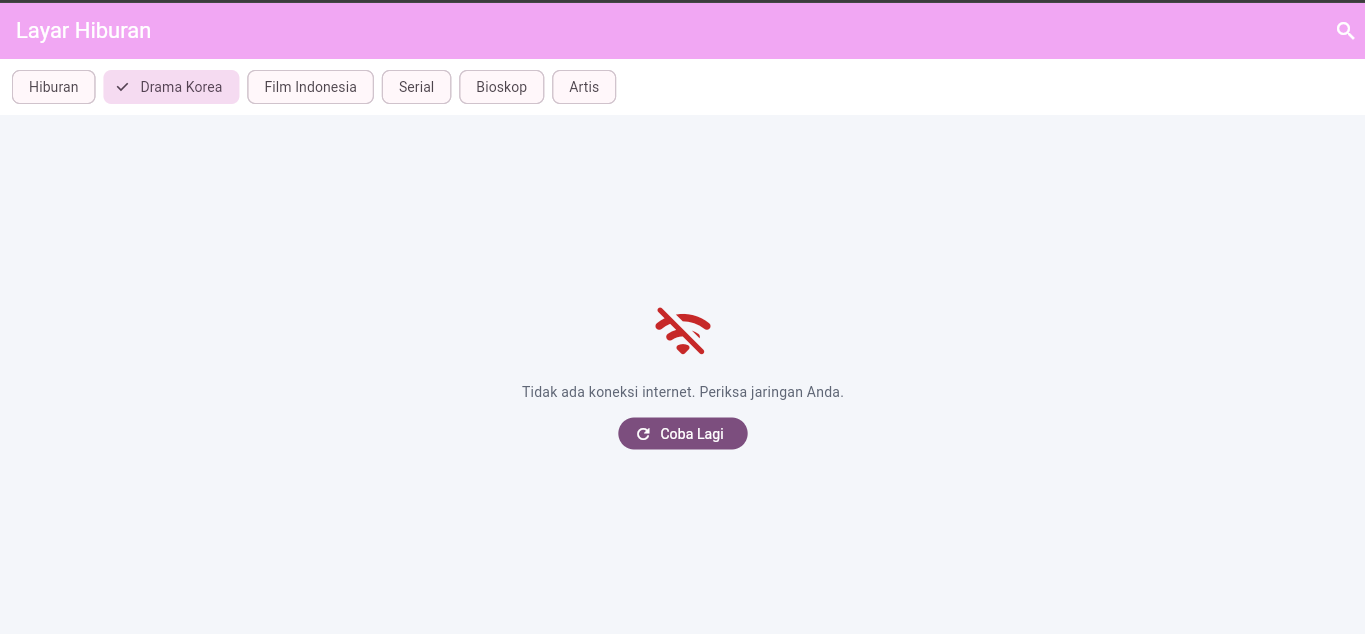 Layar Hiburan
Hiburan
Drama Korea
Film Indonesia
Serial
Bioskop
Artis
Tidak ada koneksi internet. Periksa jaringan Anda.
Coba Lagi